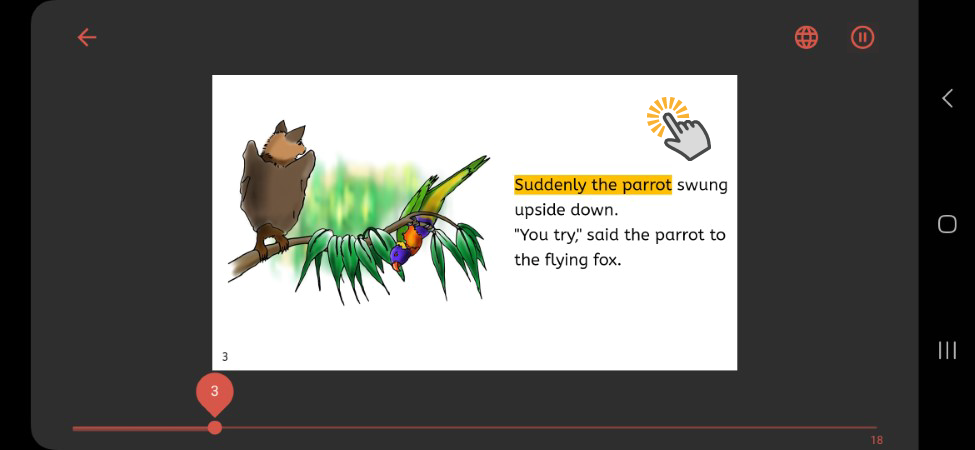 Suddenly the parrot swung
upside down.
"You try," said the parrot to
the flying fox.
3
3
18